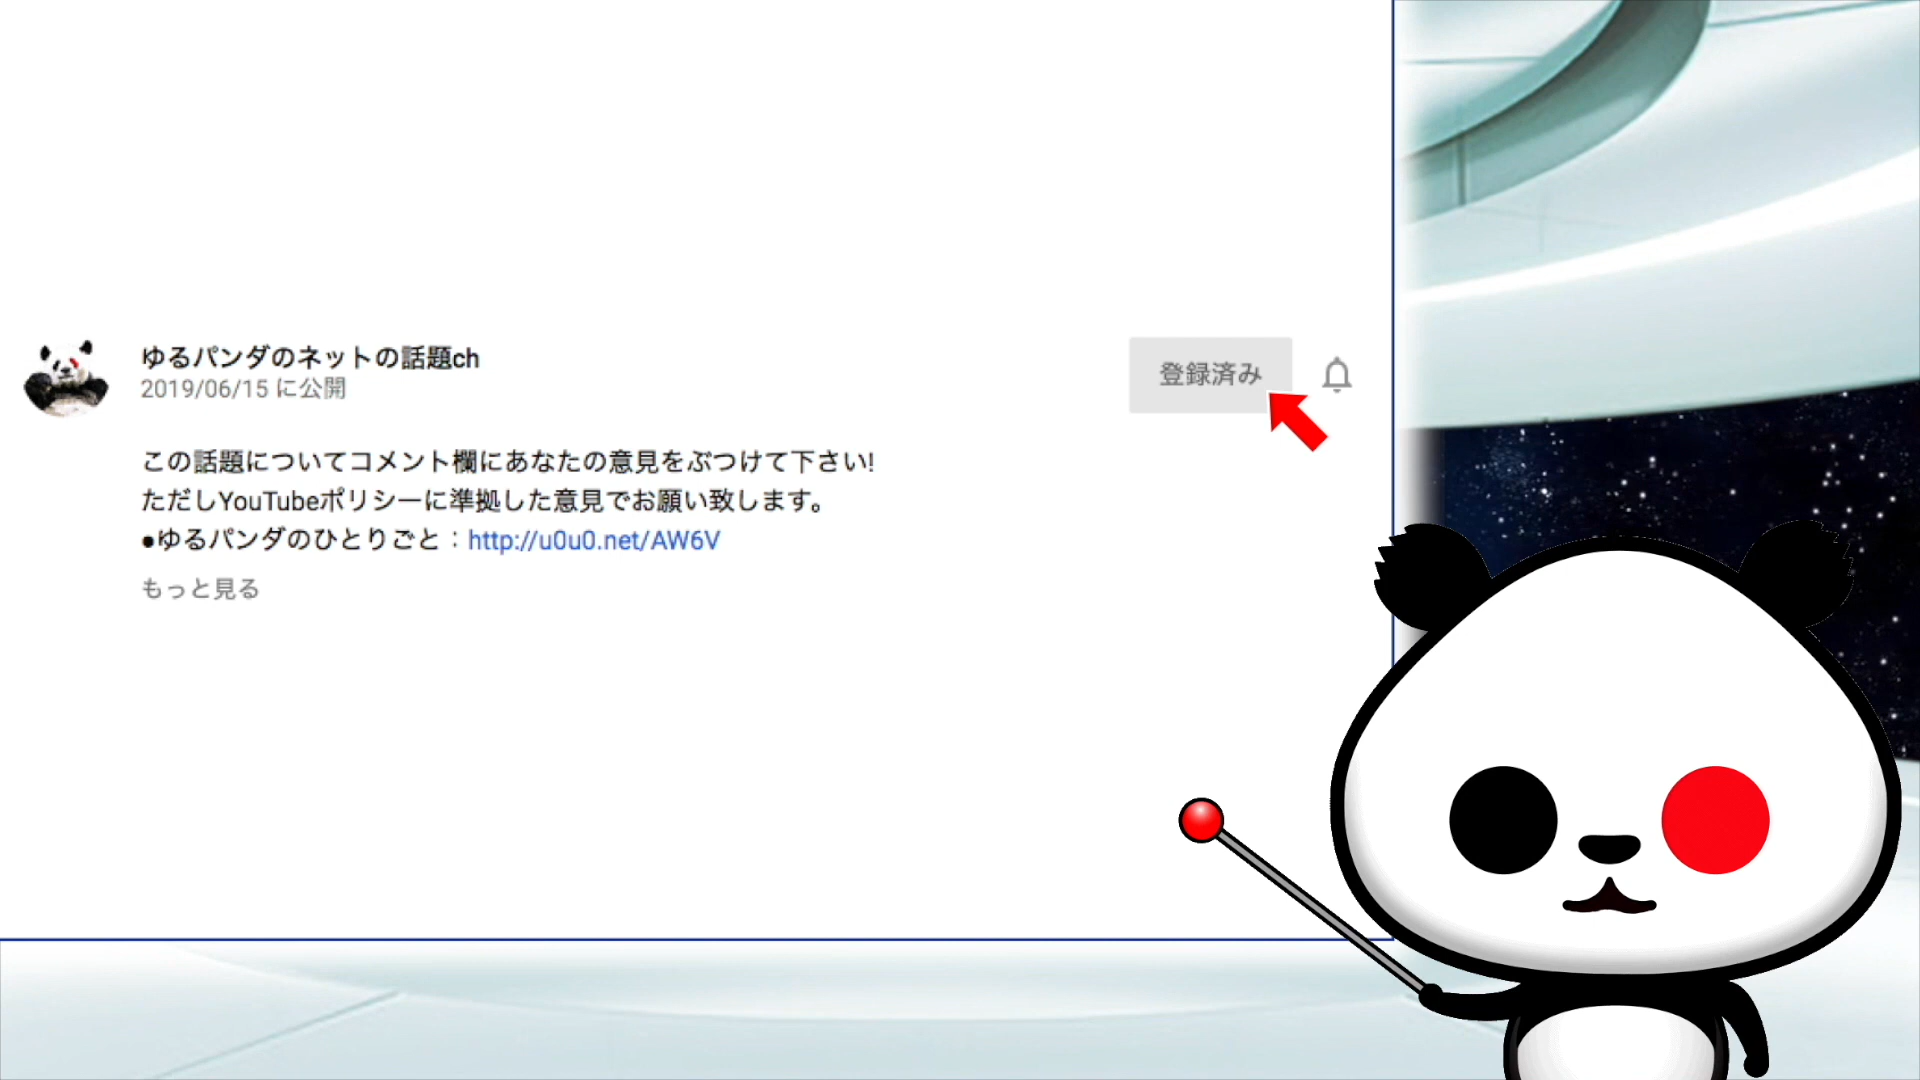 ゆるパンダのネットの話題ch
2019/06/15 に公開
登録済み
この話題についてコメント欄にあなたの意見をぶつけて下さい!
ただしYouTubeポリシーに準拠した意見でお願い致します。
●ゆるパンダのひとりごと：http://u0u0.net/AW6V
もっと見る